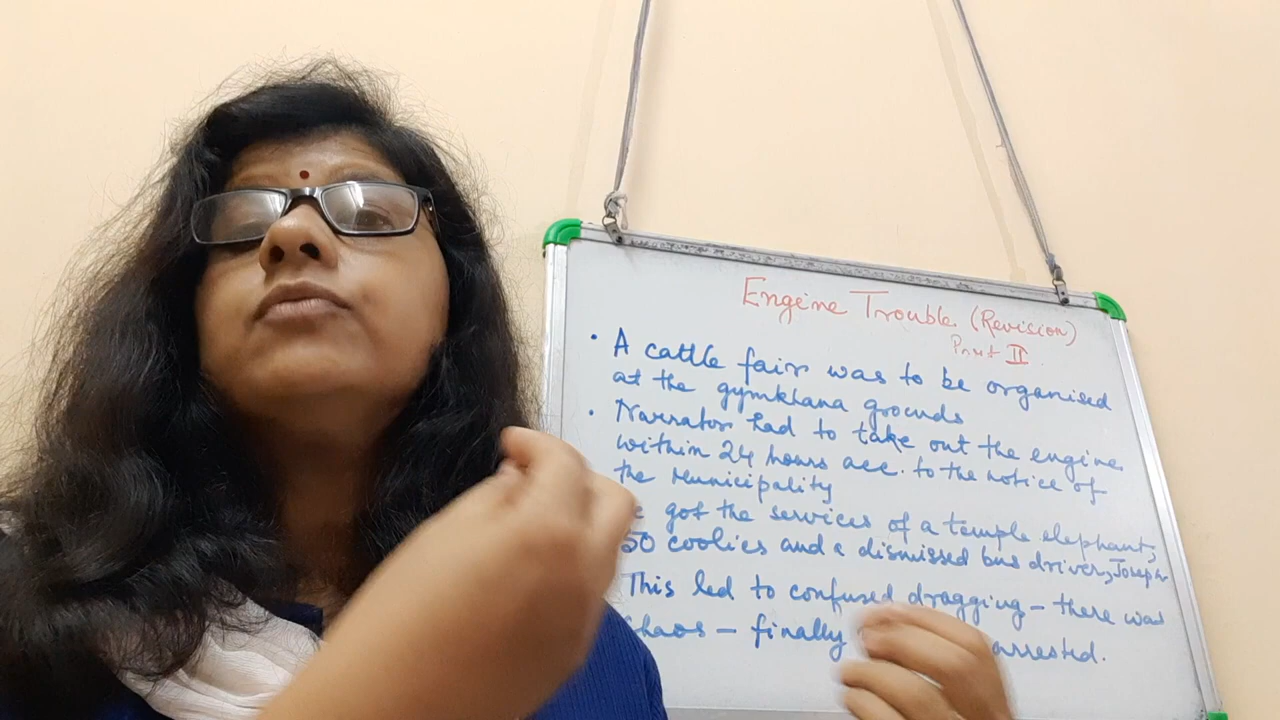 Engine Trouble (Revision)
Part II
• A cattle fair was to be organised
at the gymkhana grounds
• Narrator had to take out the engine
within 24 hours acc. to the notice of
the Municipality
e got the services of a temple elephant,
50 coolies and a dismissed bus driver, Joseph
This led to confused dragging – there was
chaos – finally arrested.